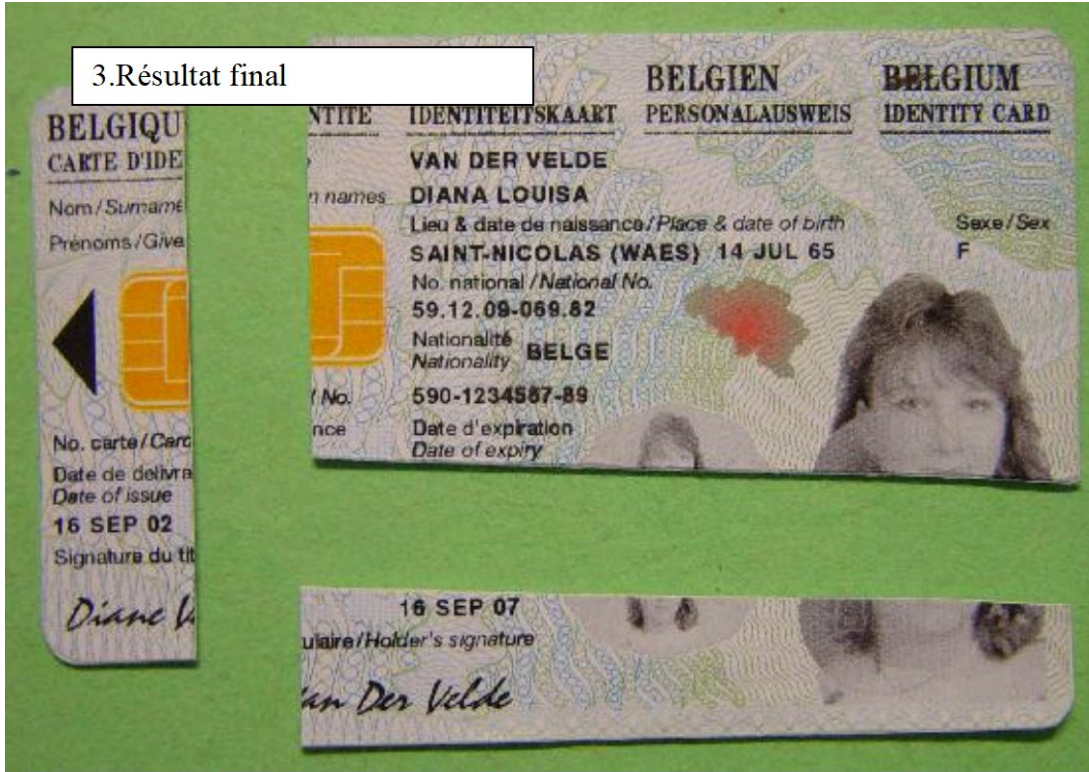 3.Résultat final
BELGIQU
CARTE D'IDE
Nom/Surname
Prénoms/Give
No. carte/Card
Date de delivra
Date of issue
16 SEP 02
Signature du tit
Diane V
BELGIEN BELGIUM
NTITE IDENTITEITSKAART PERSONALAUSWEIS IDENTITY CARD
VAN DER VELDE
n names DIANA LOUISA
Lieu & date de naissance/Place & date of birth Sexe/Sex
SAINT-NICOLAS (WAES) 14 JUL 65 F
No. national/National No.
59.12.09-069.82
Nationalité
Nationality BELGE
No. 590-1234567-89
nce Date d'expiration
Date of expiry
16 SEP 07
ulaire/Holder's signature
an Der Velde